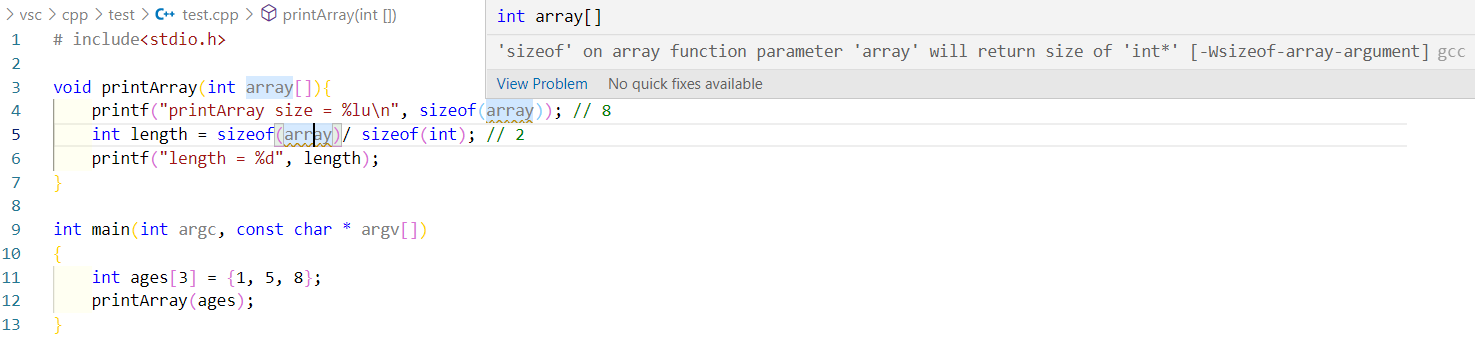 > vsc > cpp > test > C++ test.cpp > printArray(int [])
int array[]
'sizeof' on array function parameter 'array' will return size of 'int*' [-Wsizeof-array-argument] gcc
View Problem No quick fixes available
1 # include<stdio.h>
2
3 void printArray(int array[]){
4     printf("printArray size = %lu\n", sizeof(array)); // 8
5     int length = sizeof(array)/ sizeof(int); // 2
6     printf("length = %d", length);
7 }
8
9 int main(int argc, const char * argv[])
10 {
11     int ages[3] = {1, 5, 8};
12     printArray(ages);
13 }